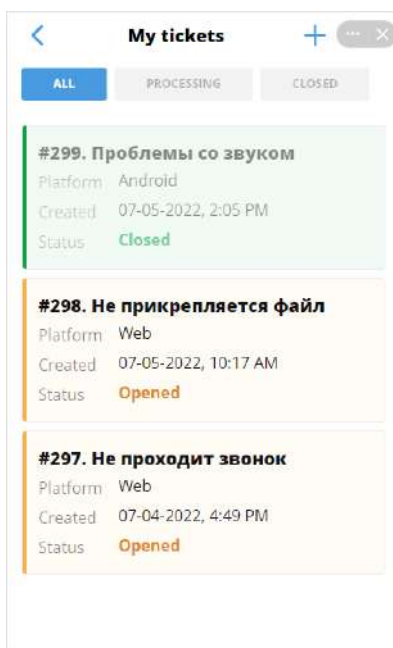 My tickets
ALL PROCESSING CLOSED
#299. Проблемы со звуком
Platform Android
Created 07-05-2022, 2:05 PM
Status Closed
#298. Не прикрепляется файл
Platform Web
Created 07-05-2022, 10:17 AM
Status Opened
#297. Не проходит звонок
Platform Web
Created 07-04-2022, 4:49 PM
Status Opened